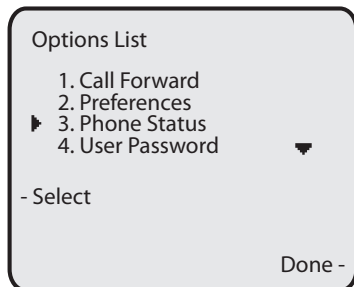 Options List
1. Call Forward
2. Preferences
3. Phone Status
4. User Password
- Select
Done -